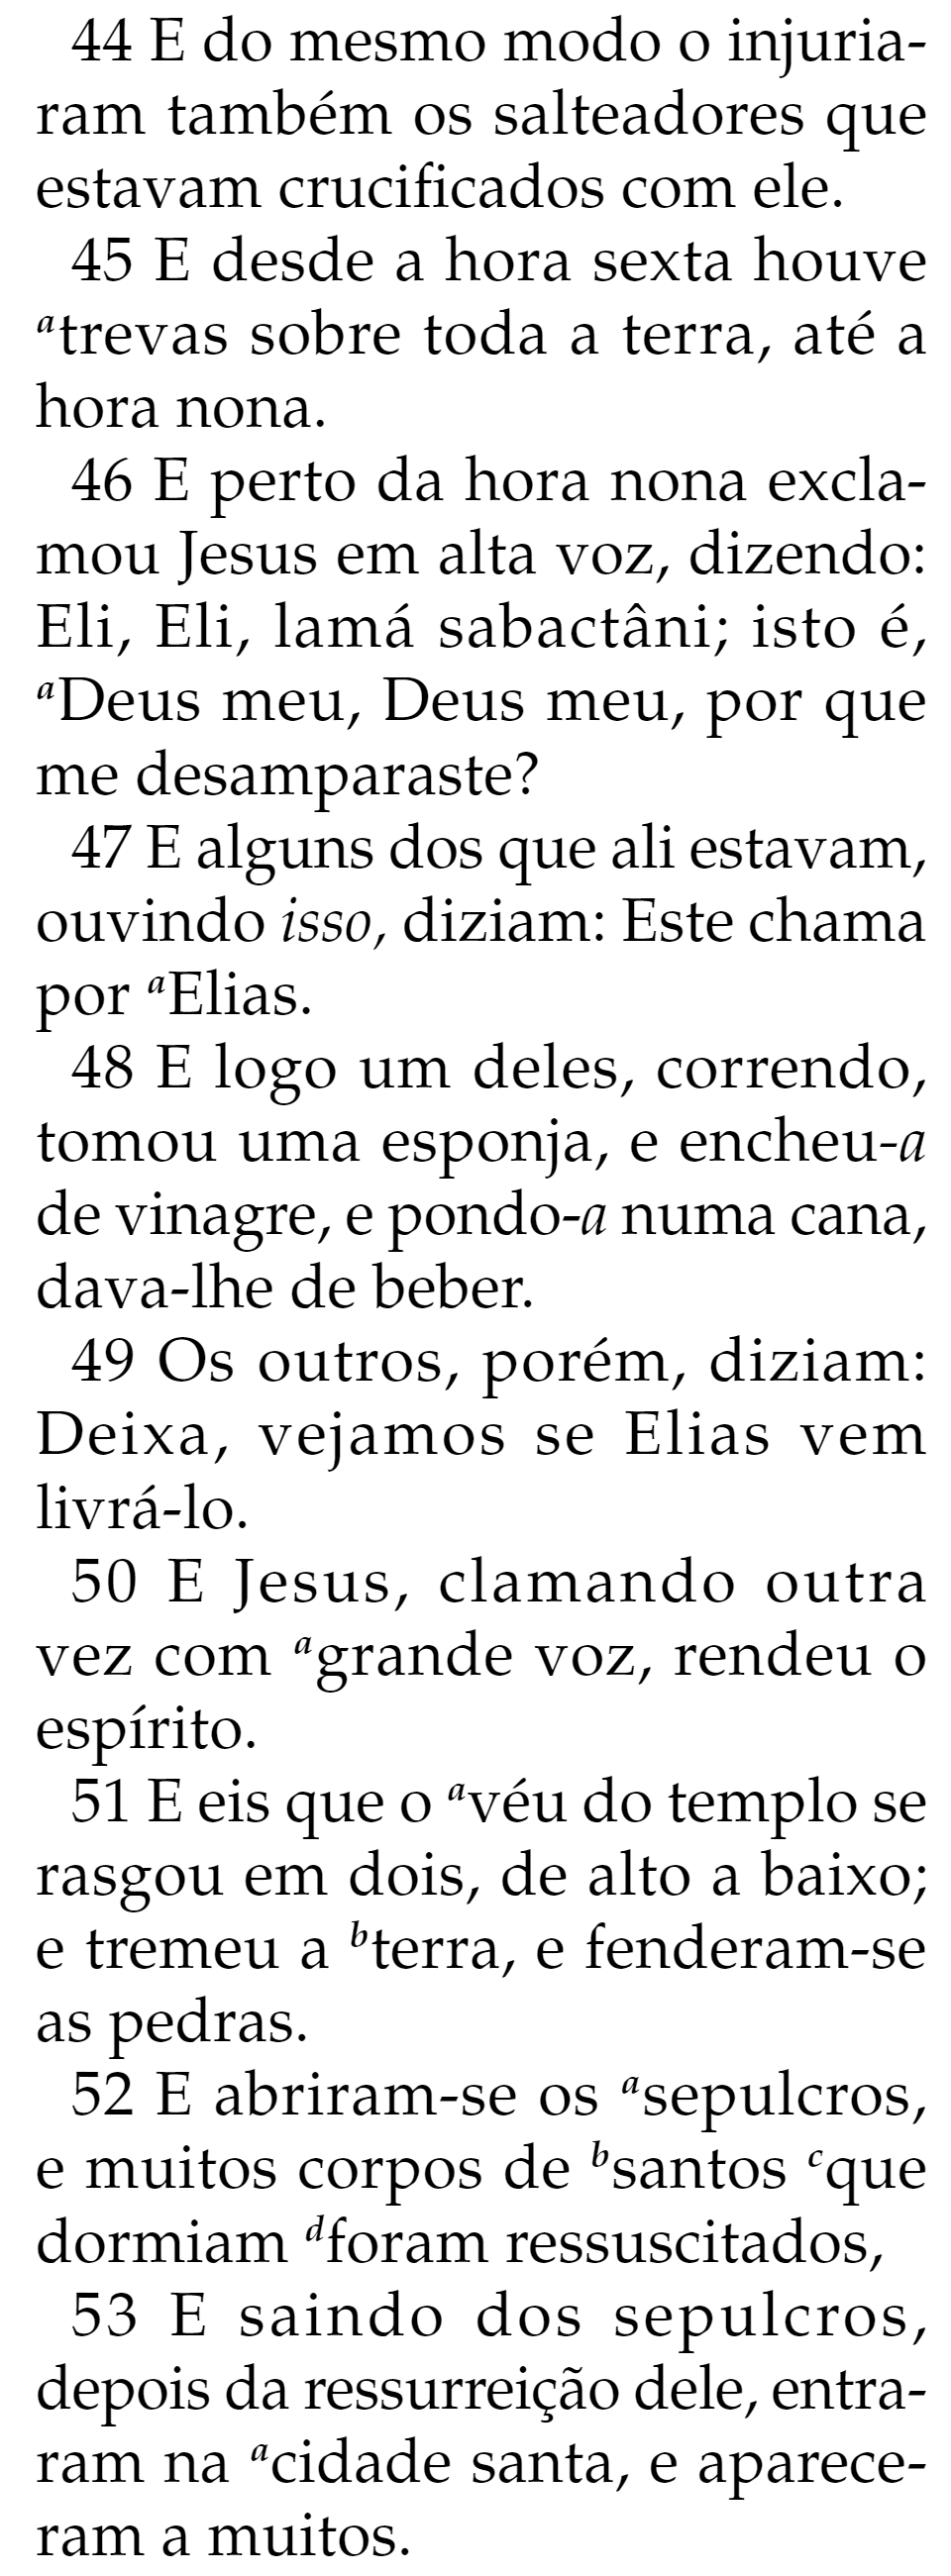 44 E do mesmo modo o injuria-
ram também os salteadores que
estavam crucificados com ele.
45 E desde a hora sexta houve
ᵃtrevas sobre toda a terra, até a
hora nona.
46 E perto da hora nona excla-
mou Jesus em alta voz, dizendo:
Eli, Eli, lamá sabactâni; isto é,
ᵃDeus meu, Deus meu, por que
me desamparaste?
47 E alguns dos que ali estavam,
ouvindo isso, diziam: Este chama
por ᵃElias.
48 E logo um deles, correndo,
tomou uma esponja, e encheu-a
de vinagre, e pondo-a numa cana,
dava-lhe de beber.
49 Os outros, porém, diziam:
Deixa, vejamos se Elias vem
livrá-lo.
50 E Jesus, clamando outra
vez com ᵃgrande voz, rendeu o
espírito.
51 E eis que o ᵃvéu do templo se
rasgou em dois, de alto a baixo;
e tremeu a ᵇterra, e fenderam-se
as pedras.
52 E abriram-se os ᵃsepulcros,
e muitos corpos de ᵇsantos ᶜque
dormiam ᵈforam ressuscitados,
53 E saindo dos sepulcros,
depois da ressurreição dele, entra-
ram na ᵃcidade santa, e aparece-
ram a muitos.